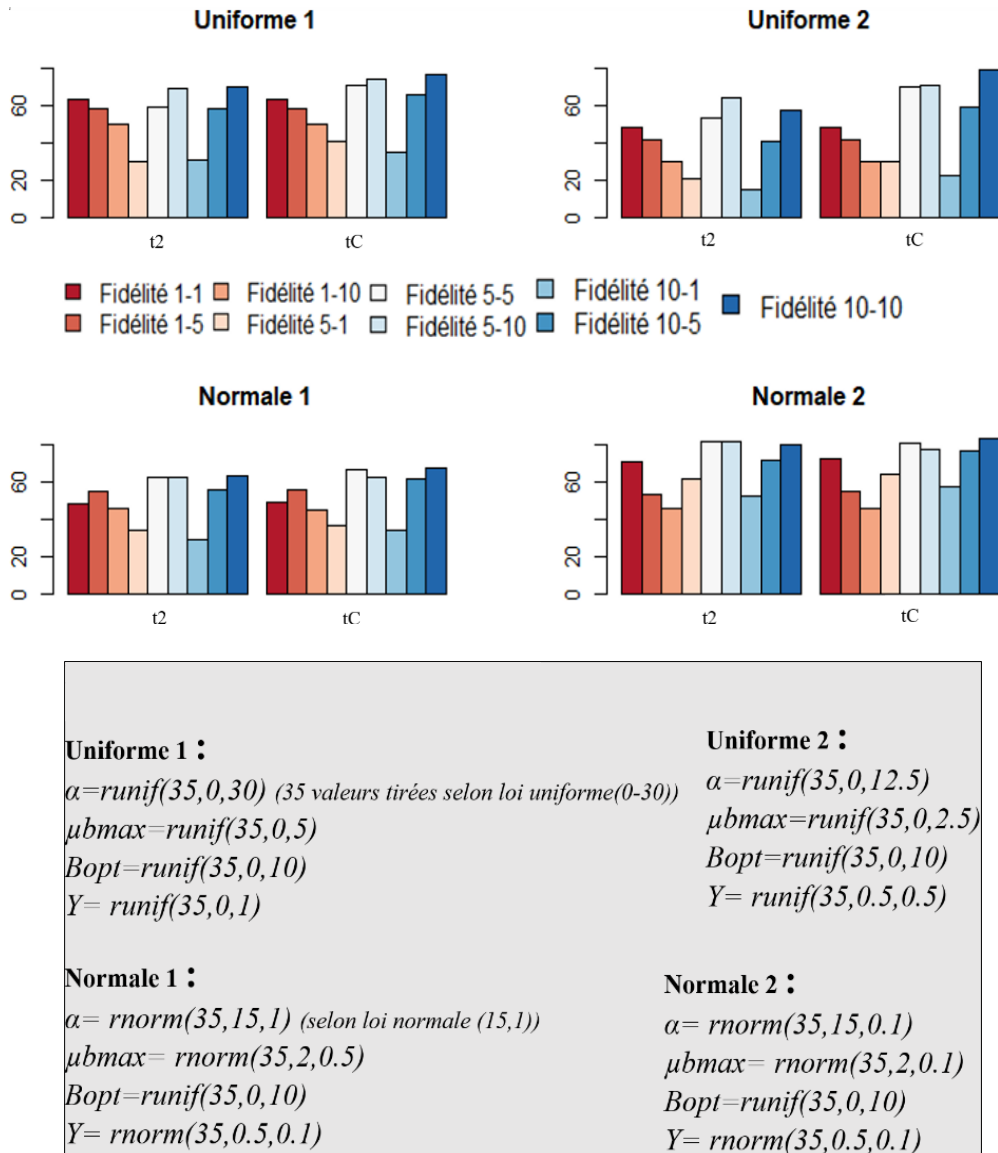 Uniforme 1
Uniforme 2
0 20 60
0 20 60
t2 tC
t2 tC
Fidélité 1-1 Fidélité 1-10 Fidélité 5-5 Fidélité 10-1 Fidélité 10-10
Fidélité 1-5 Fidélité 5-1 Fidélité 5-10 Fidélité 10-5
Normale 1
Normale 2
0 20 60
0 20 60
t2 tC
t2 tC
Uniforme 1 :
α=runif(35,0,30) (35 valeurs tirées selon loi uniforme(0-30))
µbmax=runif(35,0,5)
Bopt=runif(35,0,10)
Y= runif(35,0,1)
Uniforme 2 :
α=runif(35,0,12.5)
µbmax=runif(35,0,2.5)
Bopt=runif(35,0,10)
Y= runif(35,0.5,0.5)
Normale 1 :
α= rnorm(35,15,1) (selon loi normale (15,1))
µbmax= rnorm(35,2,0.5)
Bopt=runif(35,0,10)
Y= rnorm(35,0.5,0.1)
Normale 2 :
α= rnorm(35,15,0.1)
µbmax= rnorm(35,2,0.1)
Bopt=runif(35,0,10)
Y= rnorm(35,0.5,0.1)